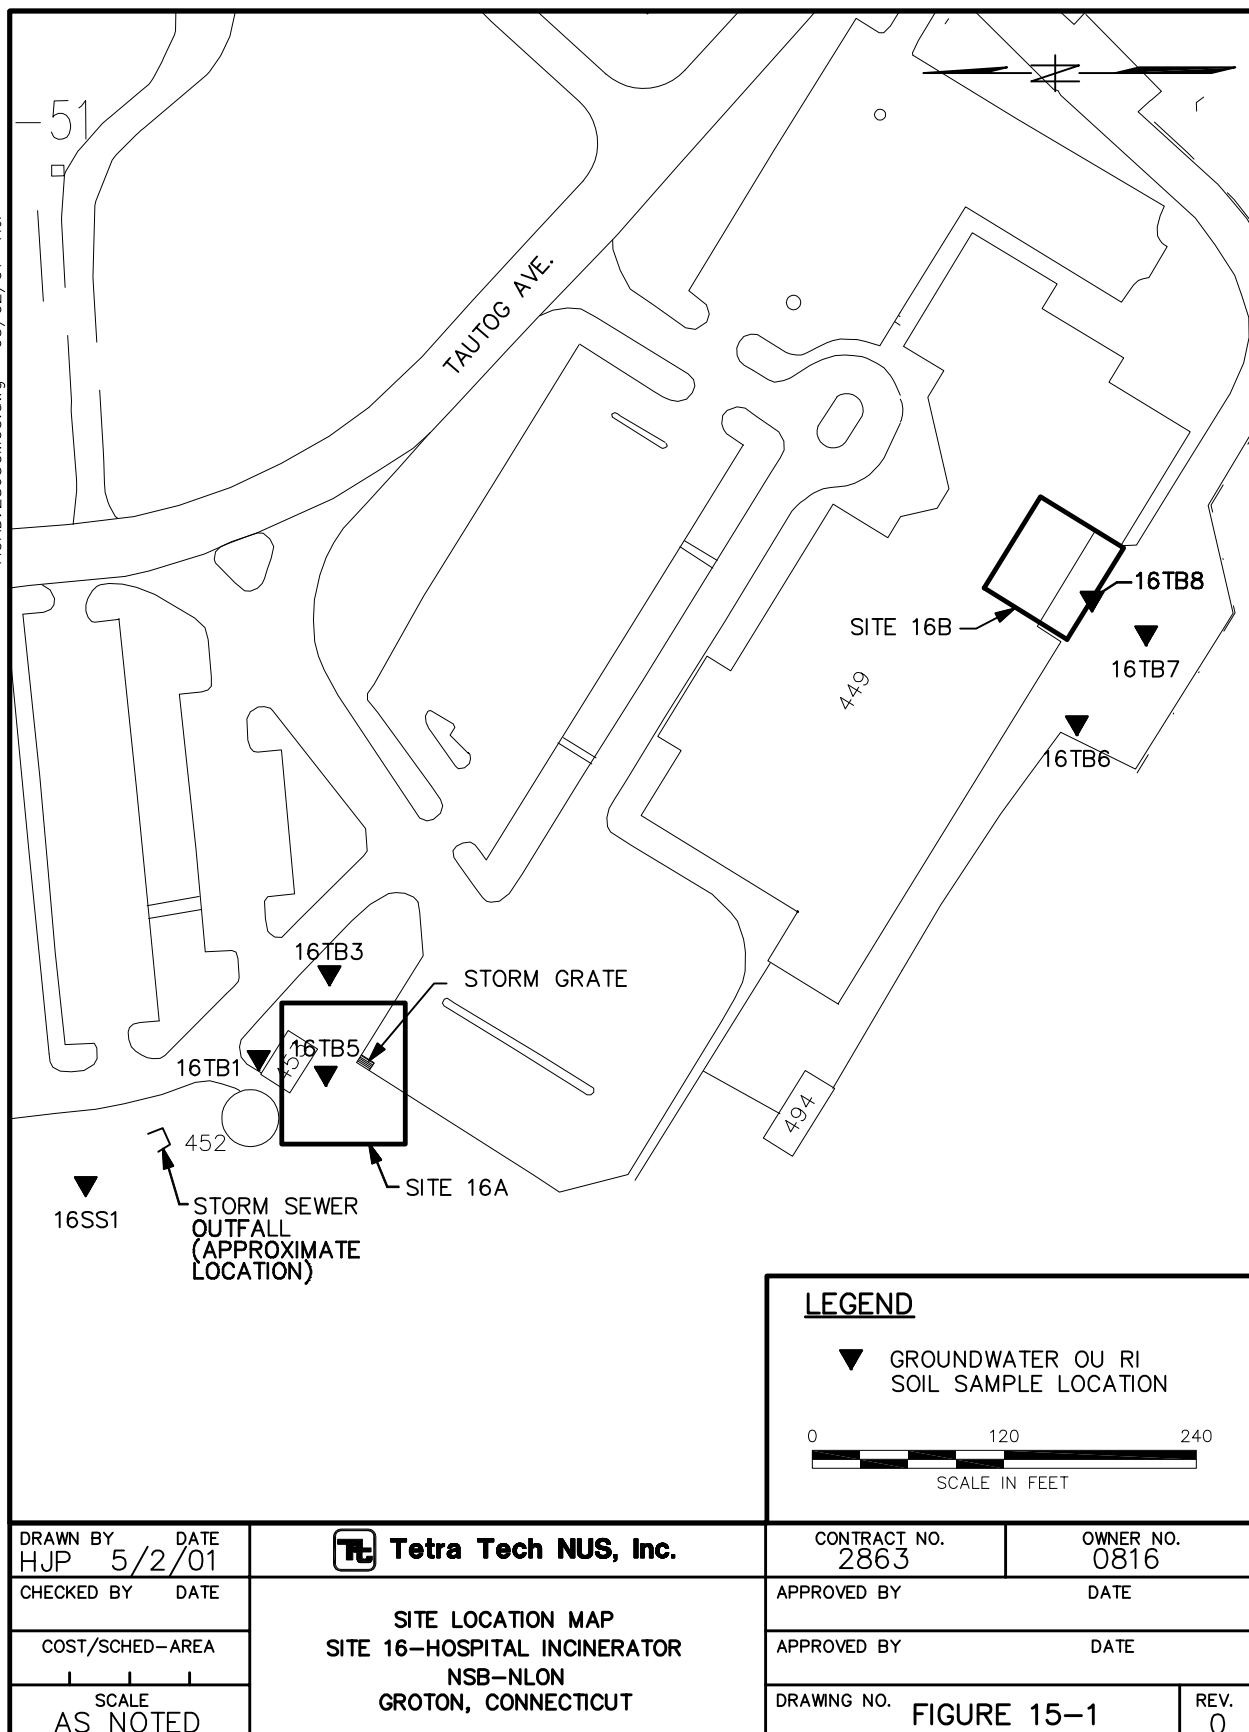 -51
TAUTOG AVE.
16TB8
SITE 16B
16TB7
449
16TB6
16TB3
STORM GRATE
16TB5
16TB1
452
494
SITE 16A
16SS1
STORM SEWER
OUTFALL
(APPROXIMATE
LOCATION)
LEGEND
GROUNDWATER OU RI
SOIL SAMPLE LOCATION
0 120 240
SCALE IN FEET
DRAWN BY DATE
HJP 5/2/01
CHECKED BY DATE
COST/SCHED-AREA
SCALE
AS NOTED
Tetra Tech NUS, Inc.
SITE LOCATION MAP
SITE 16-HOSPITAL INCINERATOR
NSB-NLON
GROTON, CONNECTICUT
CONTRACT NO.
2863
OWNER NO.
0816
APPROVED BY DATE
APPROVED BY DATE
DRAWING NO.
FIGURE 15-1
REV.
0